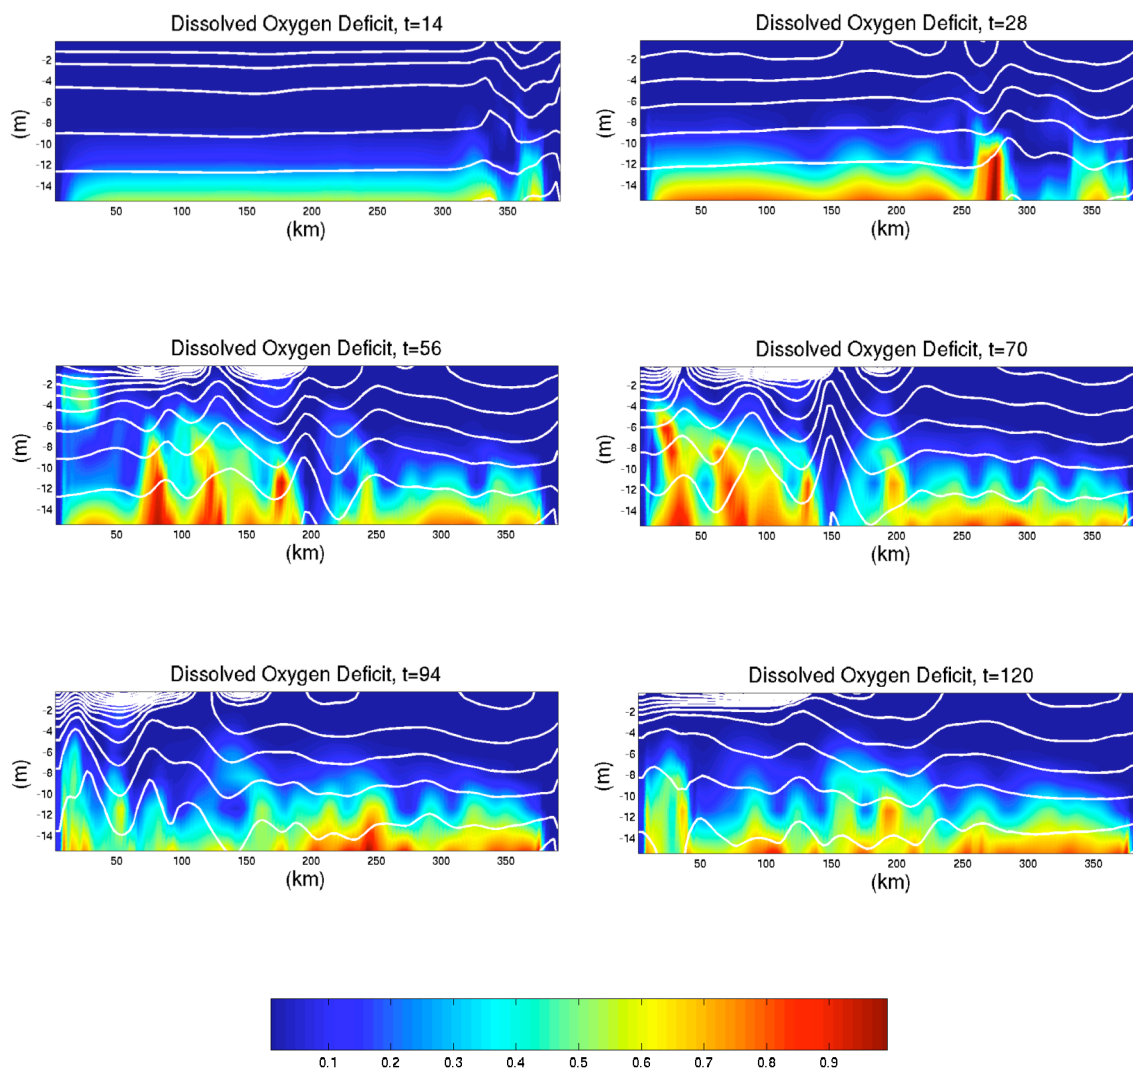 Dissolved Oxygen Deficit, t=14
-2
-4
-6
-8
-10
-12
-14
(m)
50 100 150 200 250 300 350
(km)
Dissolved Oxygen Deficit, t=28
-2
-4
-6
-8
-10
-12
-14
(m)
50 100 150 200 250 300 350
(km)
Dissolved Oxygen Deficit, t=56
-2
-4
-6
-8
-10
-12
-14
(m)
50 100 150 200 250 300 350
(km)
Dissolved Oxygen Deficit, t=70
-2
-4
-6
-8
-10
-12
-14
(m)
50 100 150 200 250 300 350
(km)
Dissolved Oxygen Deficit, t=94
-2
-4
-6
-8
-10
-12
-14
(m)
50 100 150 200 250 300 350
(km)
Dissolved Oxygen Deficit, t=120
-2
-4
-6
-8
-10
-12
-14
(m)
50 100 150 200 250 300 350
(km)
0.1 0.2 0.3 0.4 0.5 0.6 0.7 0.8 0.9